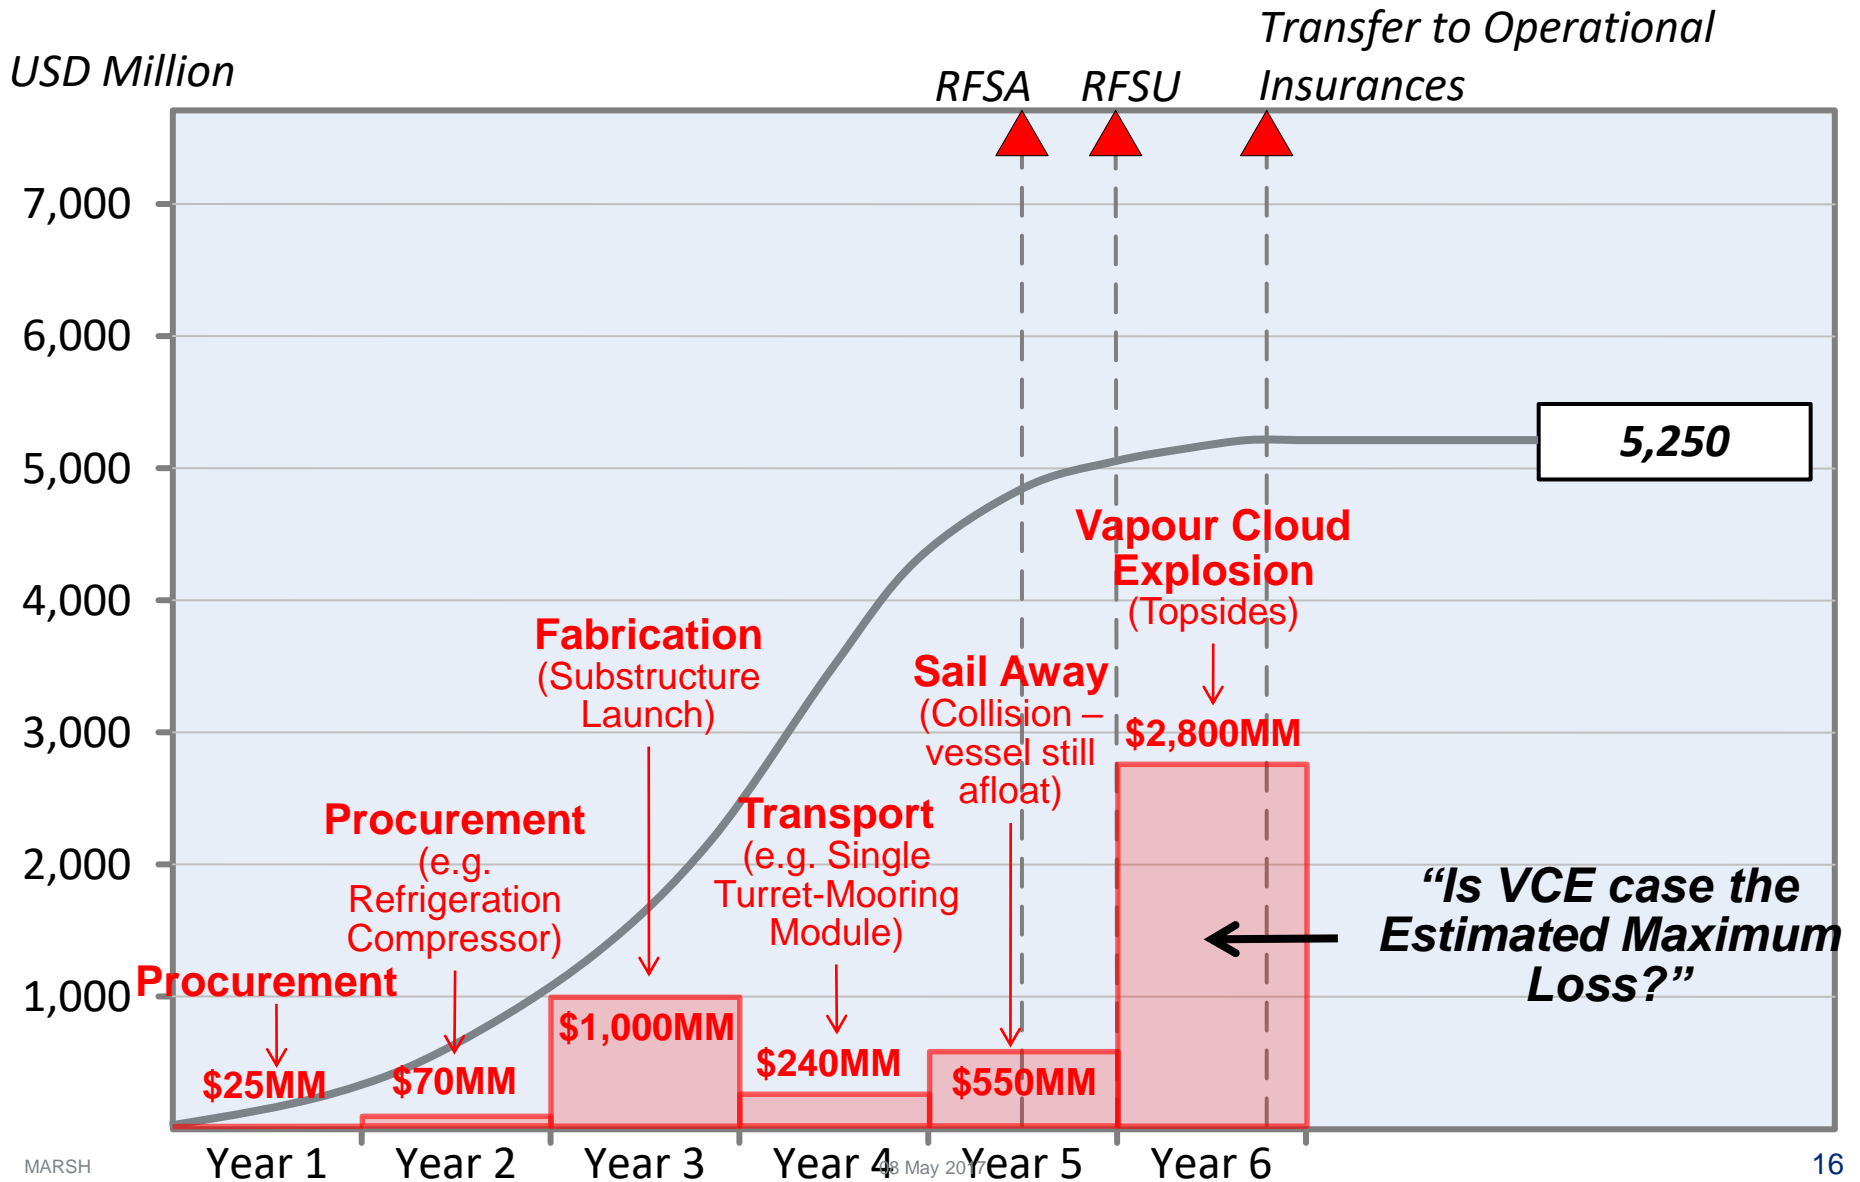 Transfer to Operational
Insurances
USD Million
RFSA
RFSU
7,000
6,000
5,000
4,000
3,000
2,000
1,000
5,250
Vapour Cloud
Explosion
(Topsides)
$2,800MM
Fabrication
(Substructure
Launch)
$1,000MM
Sail Away
(Collision –
vessel still
afloat)
$550MM
Procurement
(e.g.
Refrigeration
Compressor)
$70MM
Transport
(e.g. Single
Turret-Mooring
Module)
$240MM
Procurement
$25MM
“Is VCE case the
Estimated Maximum
Loss?”
Year 1
Year 2
Year 3
Year 4
Year 5
Year 6
MARSH
08 May 2017
16